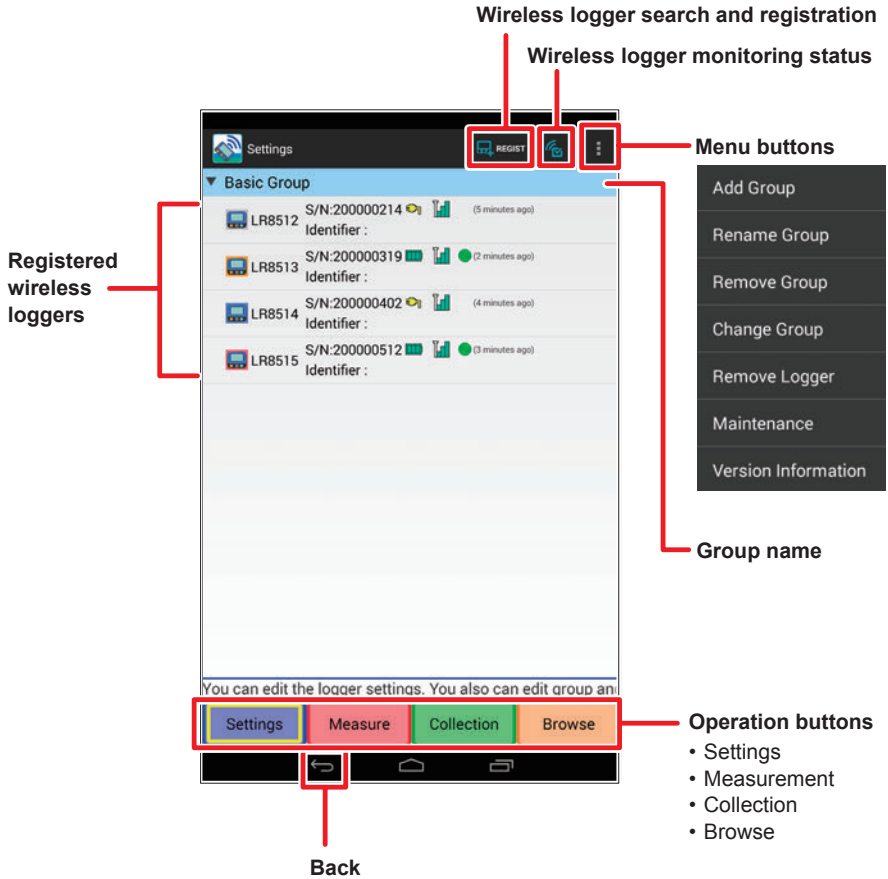 Wireless logger search and registration
Wireless logger monitoring status
Settings
REGIST
Menu buttons
Basic Group
Add Group
Rename Group
Remove Group
Change Group
Remove Logger
Maintenance
Version Information
Registered
wireless
loggers
LR8512
S/N:200000214
(5 minutes ago)
Identifier :
LR8513
S/N:200000319
(2 minutes ago)
Identifier :
LR8514
S/N:200000402
(4 minutes ago)
Identifier :
LR8515
S/N:200000512
(3 minutes ago)
Identifier :
Group name
You can edit the logger settings. You also can edit group an
Settings
Measure
Collection
Browse
Operation buttons
• Settings
• Measurement
• Collection
• Browse
Back